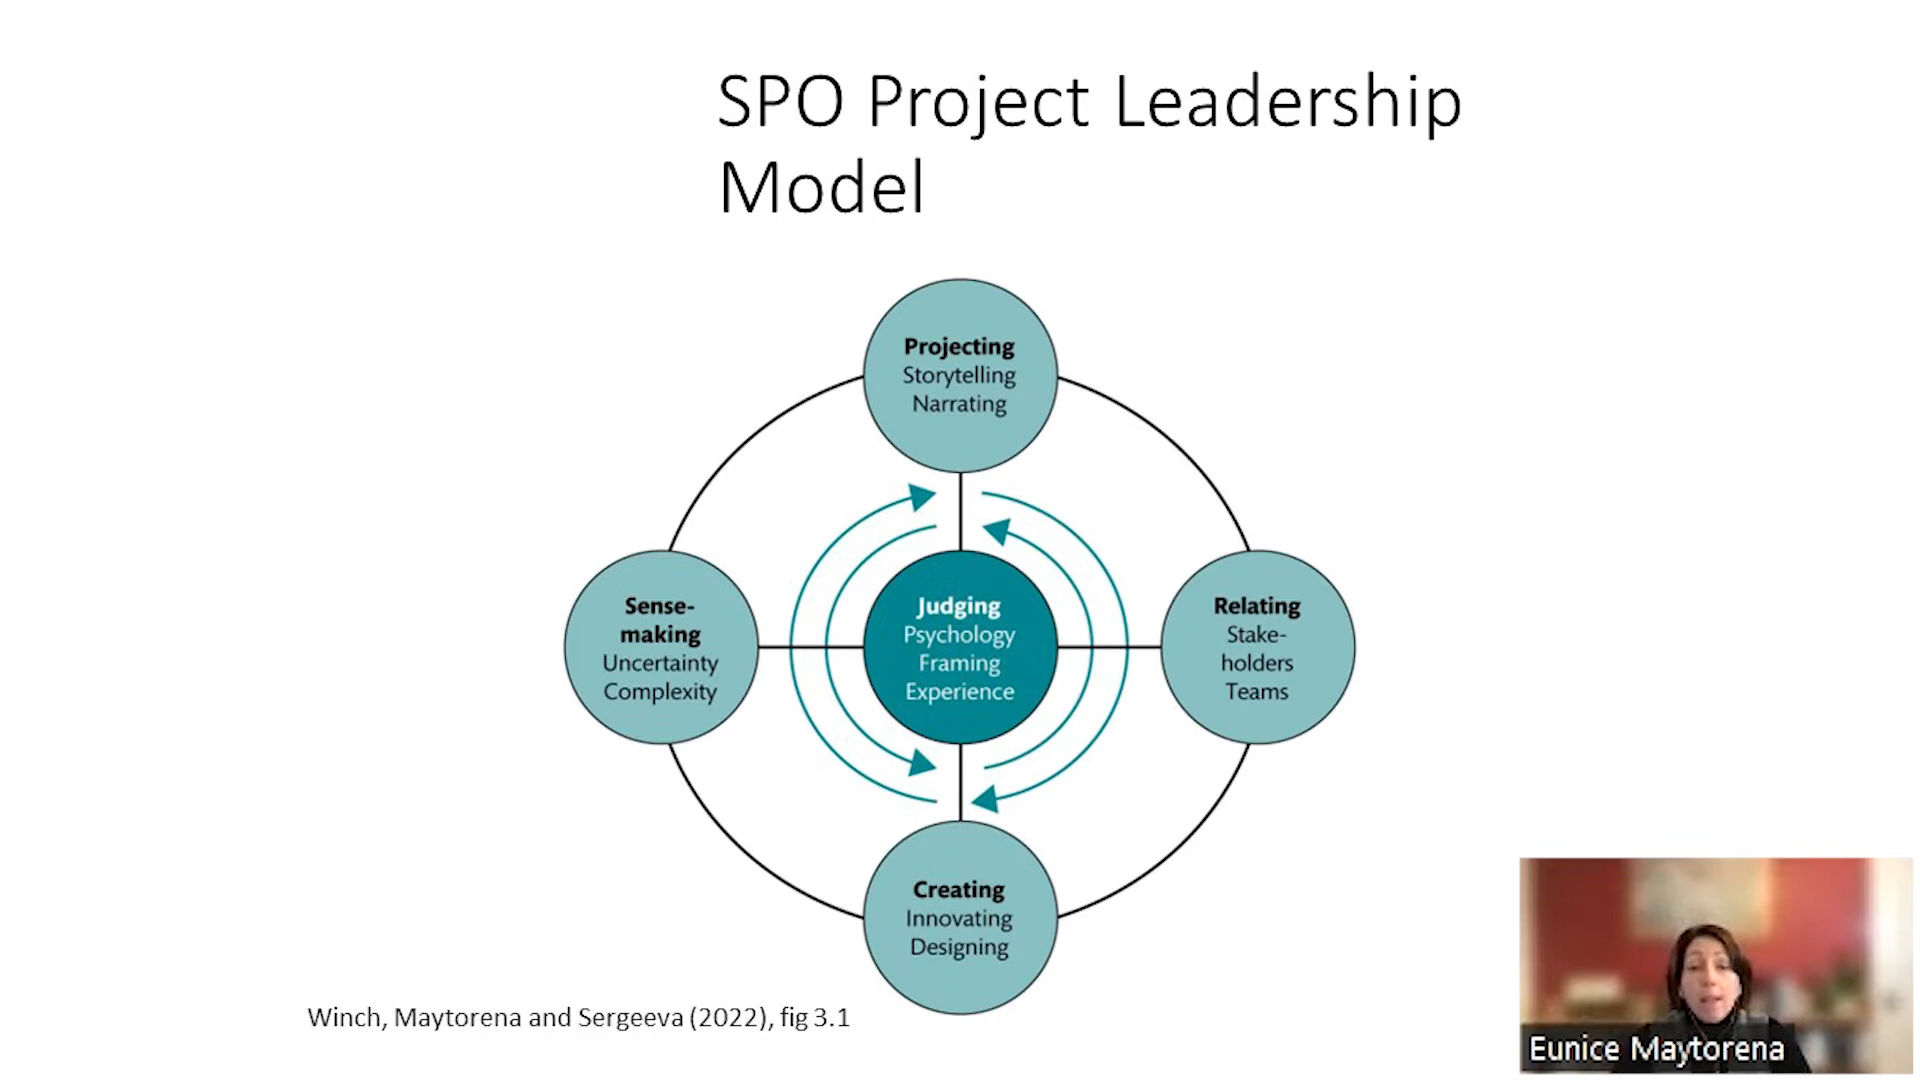 SPO Project Leadership
Model
Projecting
Storytelling
Narrating
Sense-
making
Uncertainty
Complexity
Judging
Psychology
Framing
Experience
Relating
Stake-
holders
Teams
Creating
Innovating
Designing
Winch, Maytorena and Sergeeva (2022), fig 3.1
Eunice Maytorena